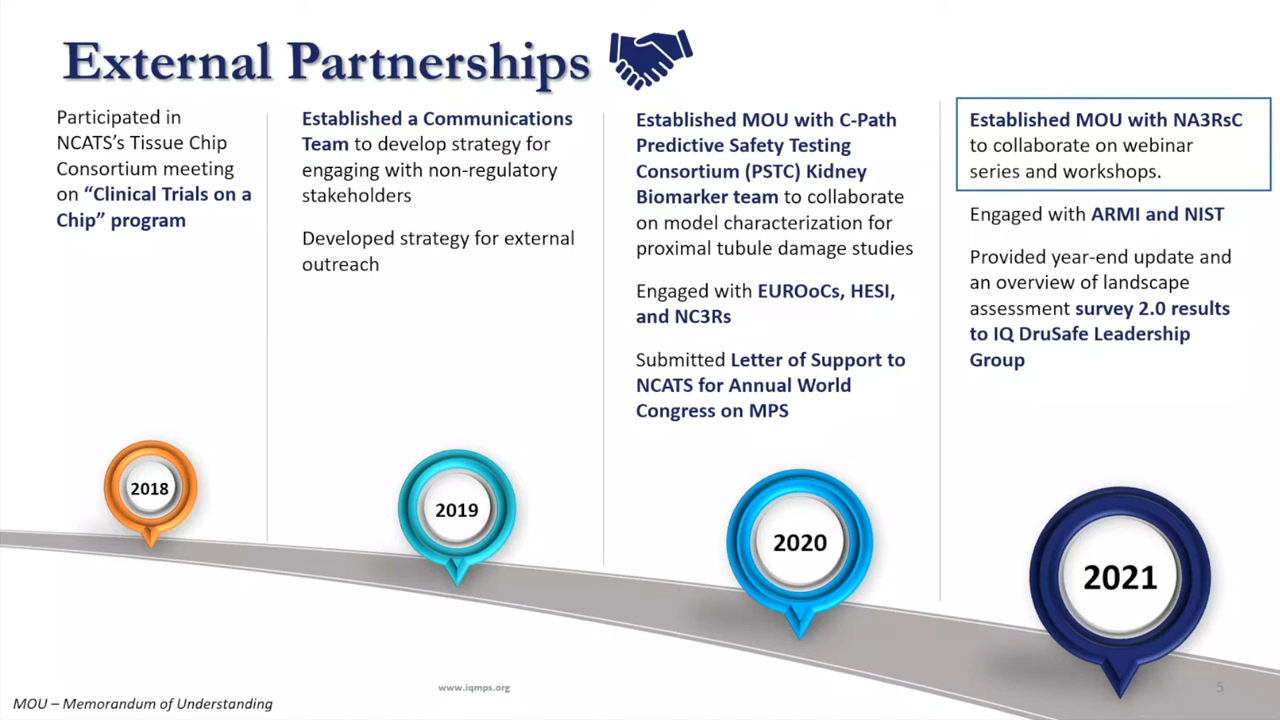 External Partnerships
Participated in
NCATS's Tissue Chip
Consortium meeting
on “Clinical Trials on a
Chip” program
Established a Communications
Team to develop strategy for
engaging with non-regulatory
stakeholders
Developed strategy for external
outreach
Established MOU with C-Path
Predictive Safety Testing
Consortium (PSTC) Kidney
Biomarker team to collaborate
on model characterization for
proximal tubule damage studies
Engaged with EUROoCs, HESI,
and NC3Rs
Submitted Letter of Support to
NCATS for Annual World
Congress on MPS
Established MOU with NA3RsC
to collaborate on webinar
series and workshops.
Engaged with ARMI and NIST
Provided year-end update and
an overview of landscape
assessment survey 2.0 results
to IQ DruSafe Leadership
Group
2018
2019
2020
2021
www.iqmps.org
5
MOU – Memorandum of Understanding